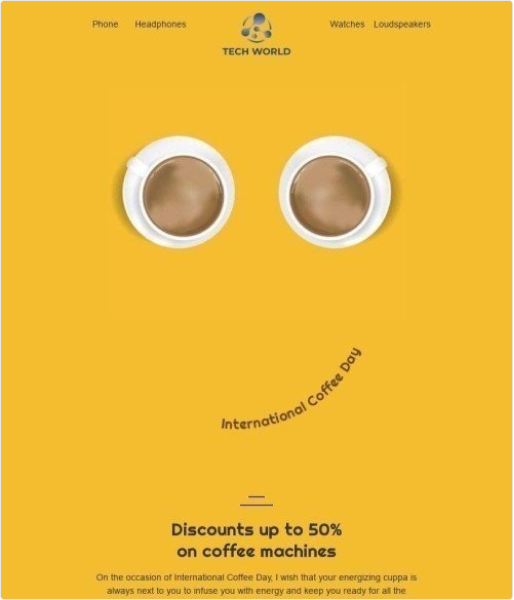 Phone
Headphones
TECH WORLD
Watches
Loudspeakers
International Coffee Day
Discounts up to 50%
on coffee machines
On the occasion of International Coffee Day, I wish that your energizing cuppa is
always next to you to infuse you with energy and keep you ready for all the